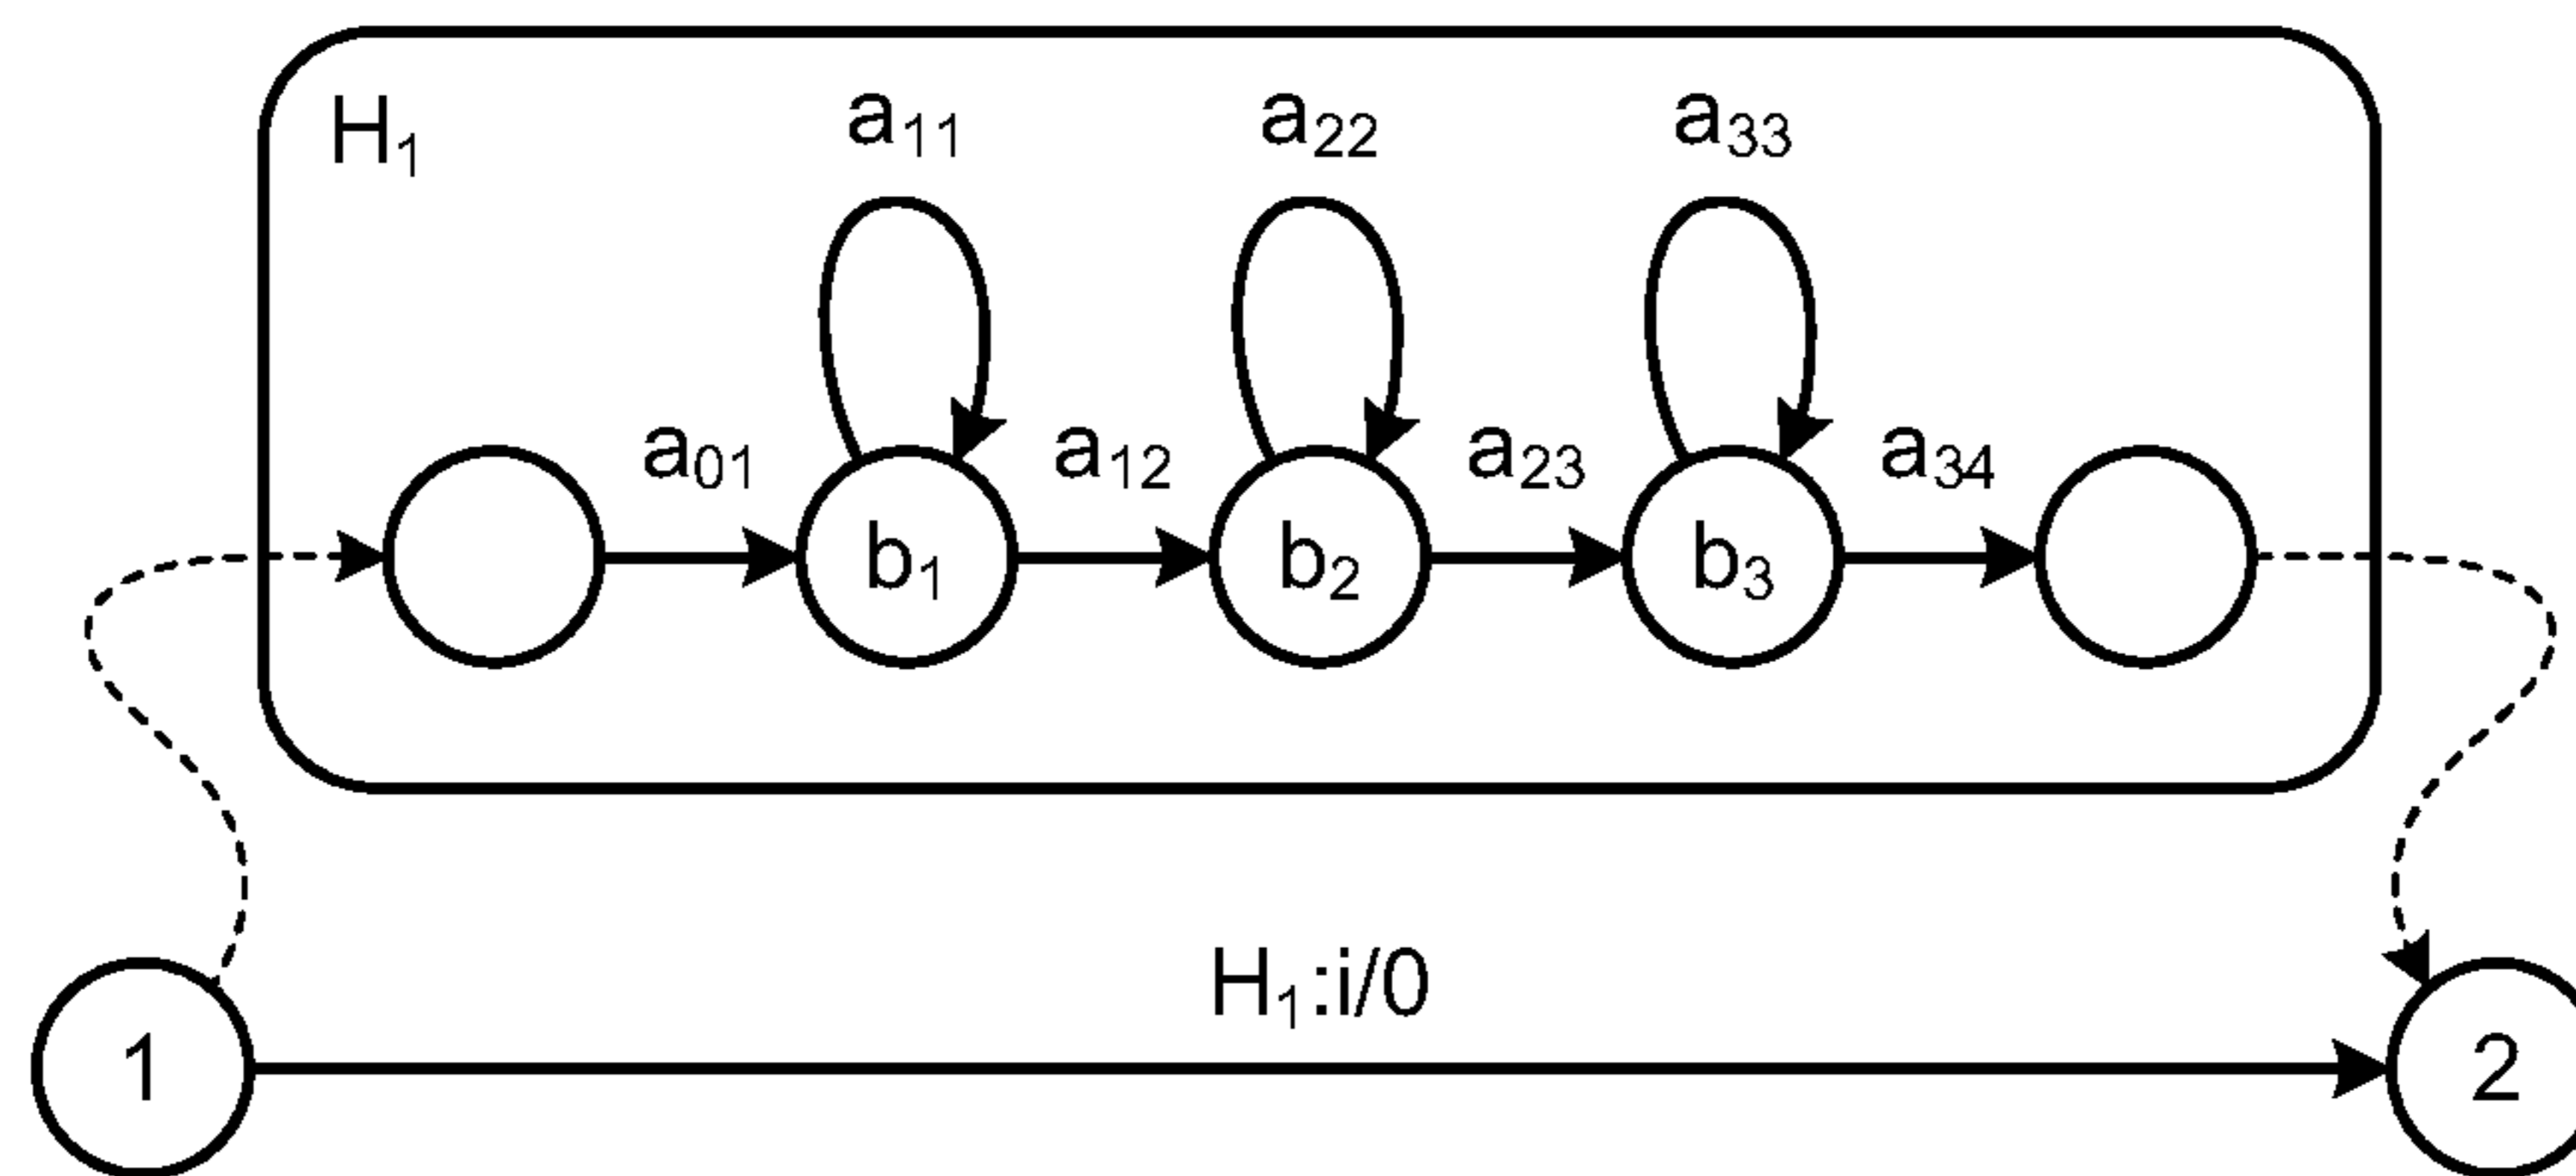 H₁ a₁₁ a₂₂ a₃₃
a₀₁ a₁₂ a₂₃ a₃₄
b₁ b₂ b₃
H₁:i/0
1 2